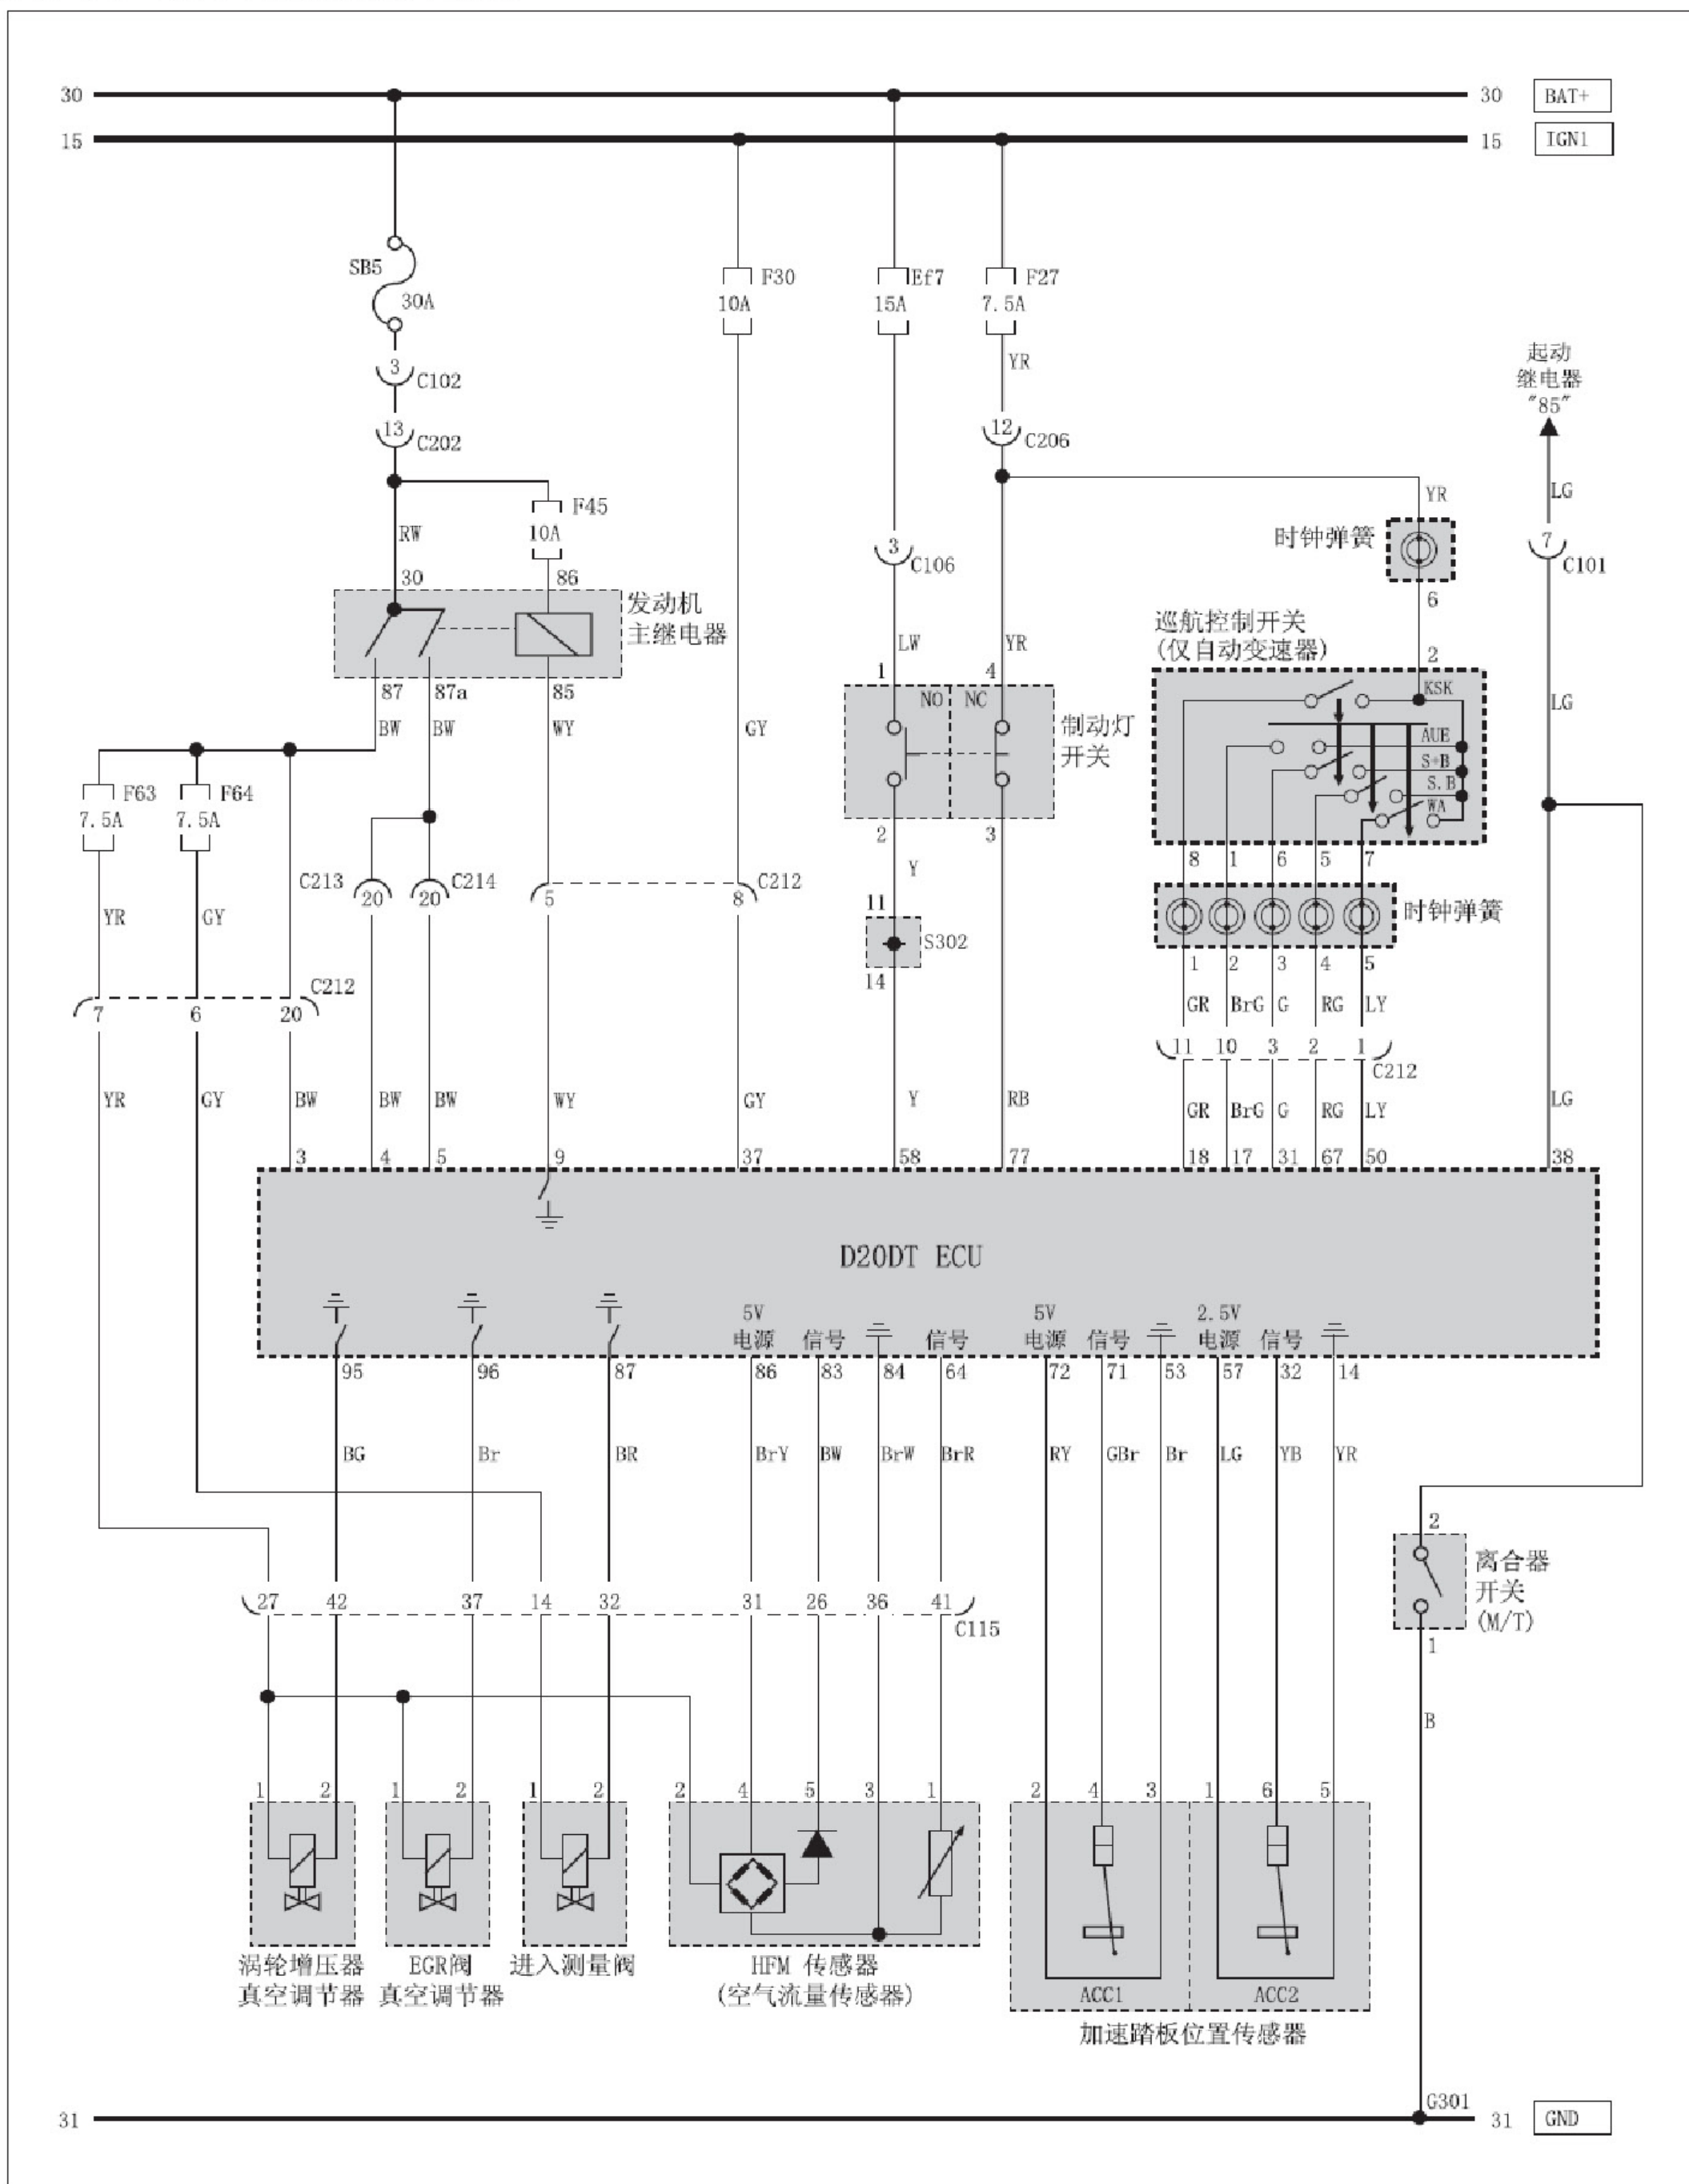 30 30 BAT+
15 15 IGN1
SB5
30A
F30
10A
Ef7
15A
F27
7.5A
YR
3
C102
13
C202
12
C206
起动
继电器
"85"
LG
7
C101
YR
时钟弹簧
6
F45
10A
RW
30 86
发动机
主继电器
3
C106
巡航控制开关
(仅自动变速器)
2
LW YR
1 4
87 87a 85
NO NC
制动灯
开关
KSK
AUE
S+B
S.B
WA
LG
BW BW WY GY
F63
7.5A
F64
7.5A
2 3
8 1 6 5 7
C213 20 20 C214
5 8 C212
Y
11
S302
14
时钟弹簧
1 2 3 4 5
YR GY
GR BrG G RG LY
7 6 20 C212
11 10 3 2 1
C212
YR GY BW BW BW WY GY Y RB GR BrG G RG LY LG
3 4 5 9 37 58 77 18 17 31 67 50 38
D20DT ECU
5V 5V 2.5V
电源 信号 信号 电源 信号 电源 信号
95 96 87 86 83 84 64 72 71 53 57 32 14
BG Br BR BrY BW BrW BrR RY GBr Br LG YB YR
2
离合器
开关
(M/T)
1
27 42 37 14 32 31 26 36 41
C115
B
1 2 1 2 1 2 2 4 5 3 1 2 4 3 1 6 5
涡轮增压器
真空调节器
EGR阀
真空调节器
进入测量阀
HFM 传感器
(空气流量传感器)
ACC1 ACC2
加速踏板位置传感器
G301
31 31 GND